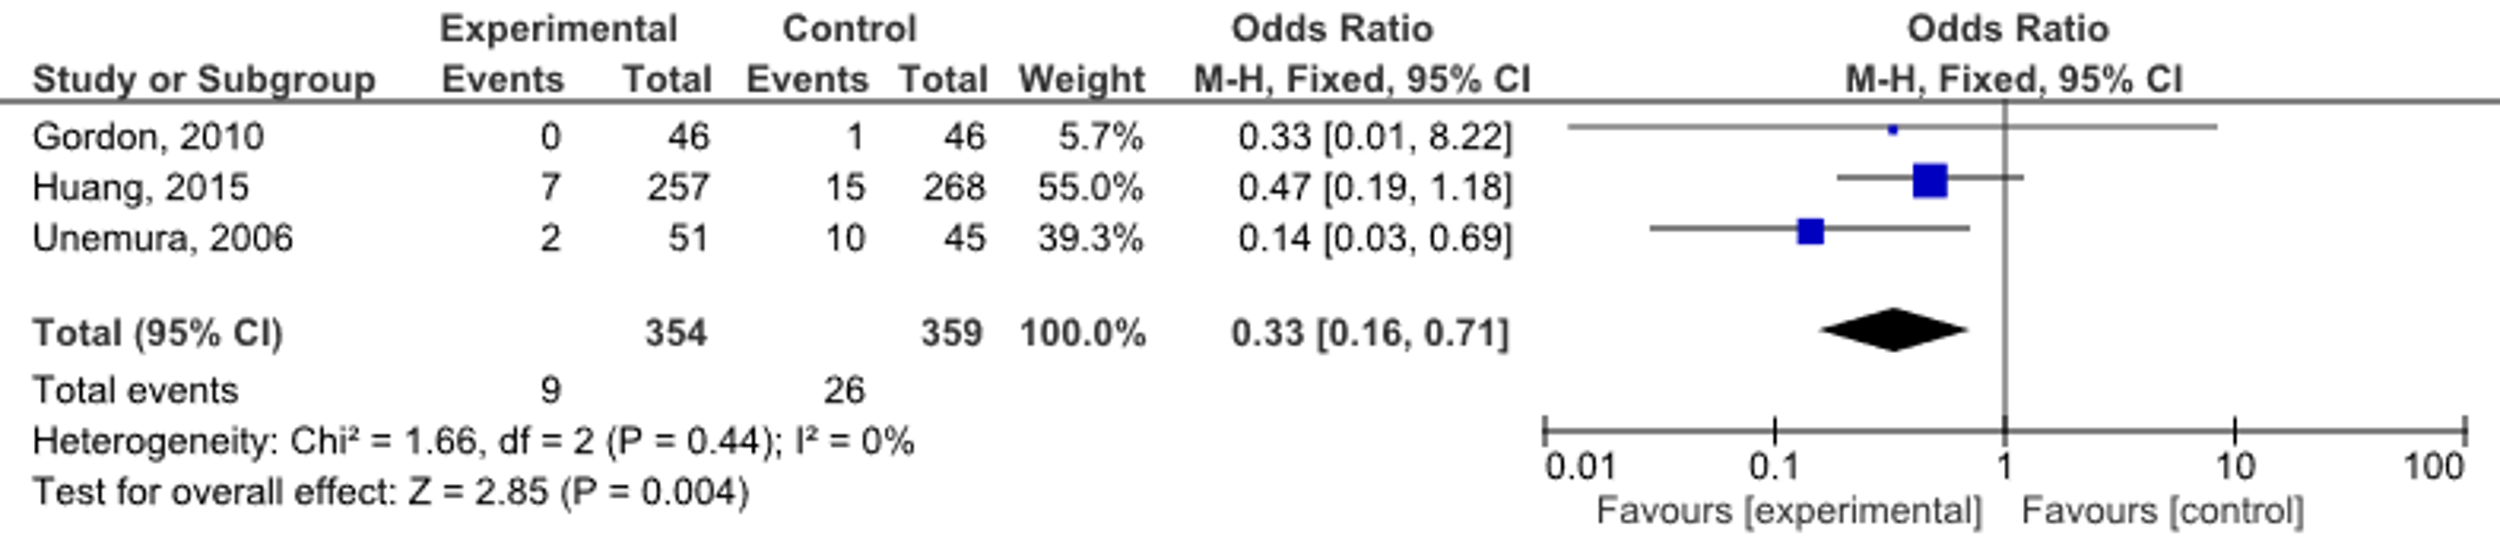 Experimental Control Odds Ratio Odds Ratio
Study or Subgroup Events Total Events Total Weight M-H, Fixed, 95% CI M-H, Fixed, 95% CI
Gordon, 2010 0 46 1 46 5.7% 0.33 [0.01, 8.22]
Huang, 2015 7 257 15 268 55.0% 0.47 [0.19, 1.18]
Unemura, 2006 2 51 10 45 39.3% 0.14 [0.03, 0.69]
Total (95% CI) 354 359 100.0% 0.33 [0.16, 0.71]
Total events 9 26
Heterogeneity: Chi² = 1.66, df = 2 (P = 0.44); I² = 0%
0.01 0.1 1 10 100
Test for overall effect: Z = 2.85 (P = 0.004)
Favours [experimental] Favours [control]